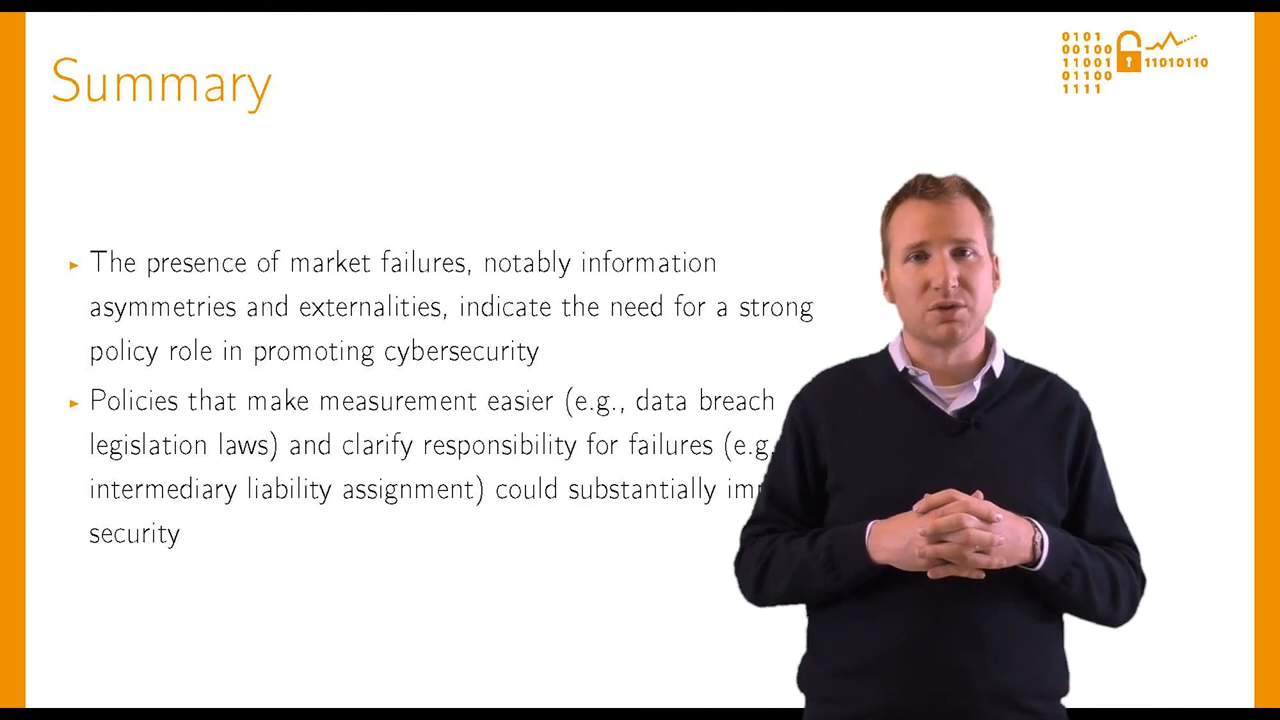 Summary
0101
00100
11001
01100
1111
11010110
▸ The presence of market failures, notably information
asymmetries and externalities, indicate the need for a strong
policy role in promoting cybersecurity
▸ Policies that make measurement easier (e.g., data breach
legislation laws) and clarify responsibility for failures (e.g.
intermediary liability assignment) could substantially
security